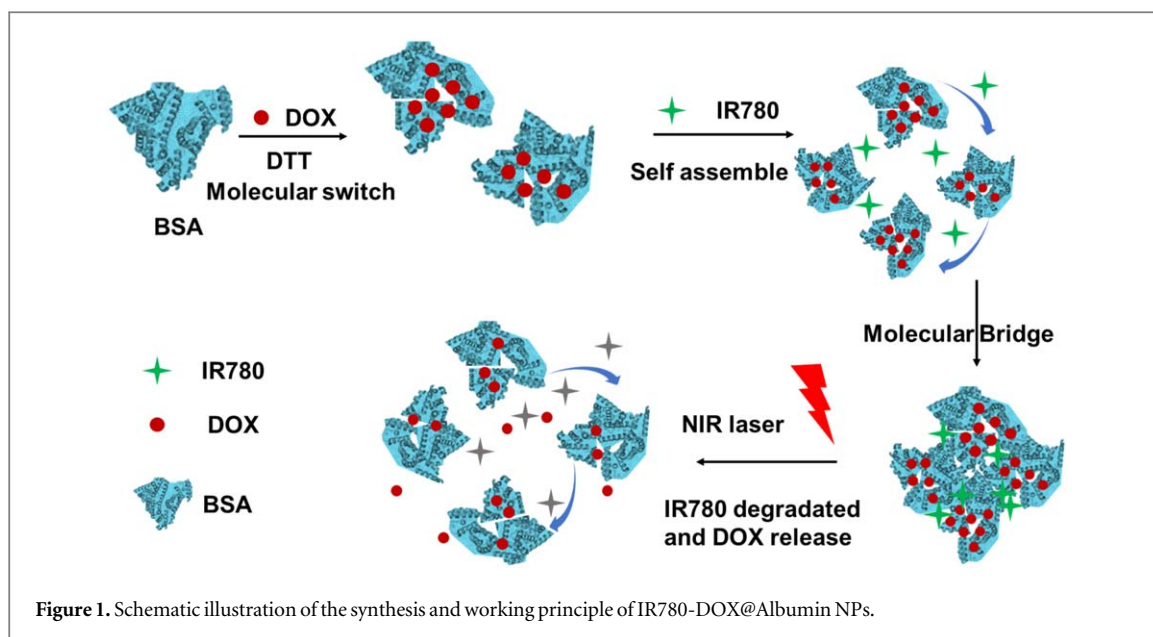 DOX
DTT
Molecular switch
BSA
IR780
Self assemble
Molecular Bridge
NIR laser
IR780 degraded
and DOX release
IR780
DOX
BSA
Figure 1. Schematic illustration of the synthesis and working principle of IR780-DOX@Albumin NPs.